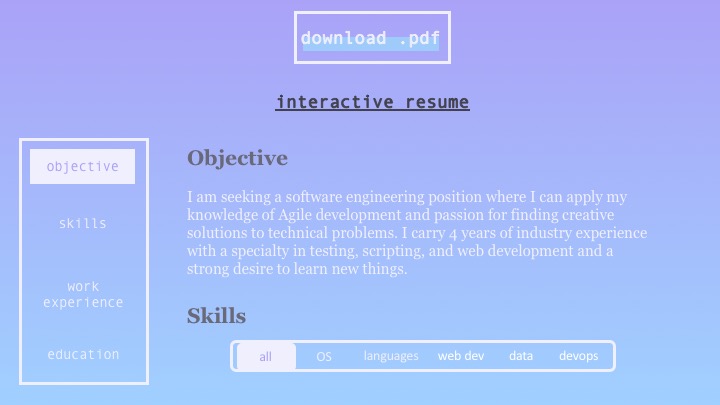 download .pdf
interactive resume
objective
skills
work
experience
education
Objective
I am seeking a software engineering position where I can apply my
knowledge of Agile development and passion for finding creative
solutions to technical problems. I carry 4 years of industry experience
with a specialty in testing, scripting, and web development and a
strong desire to learn new things.
Skills
all OS languages web dev data devops